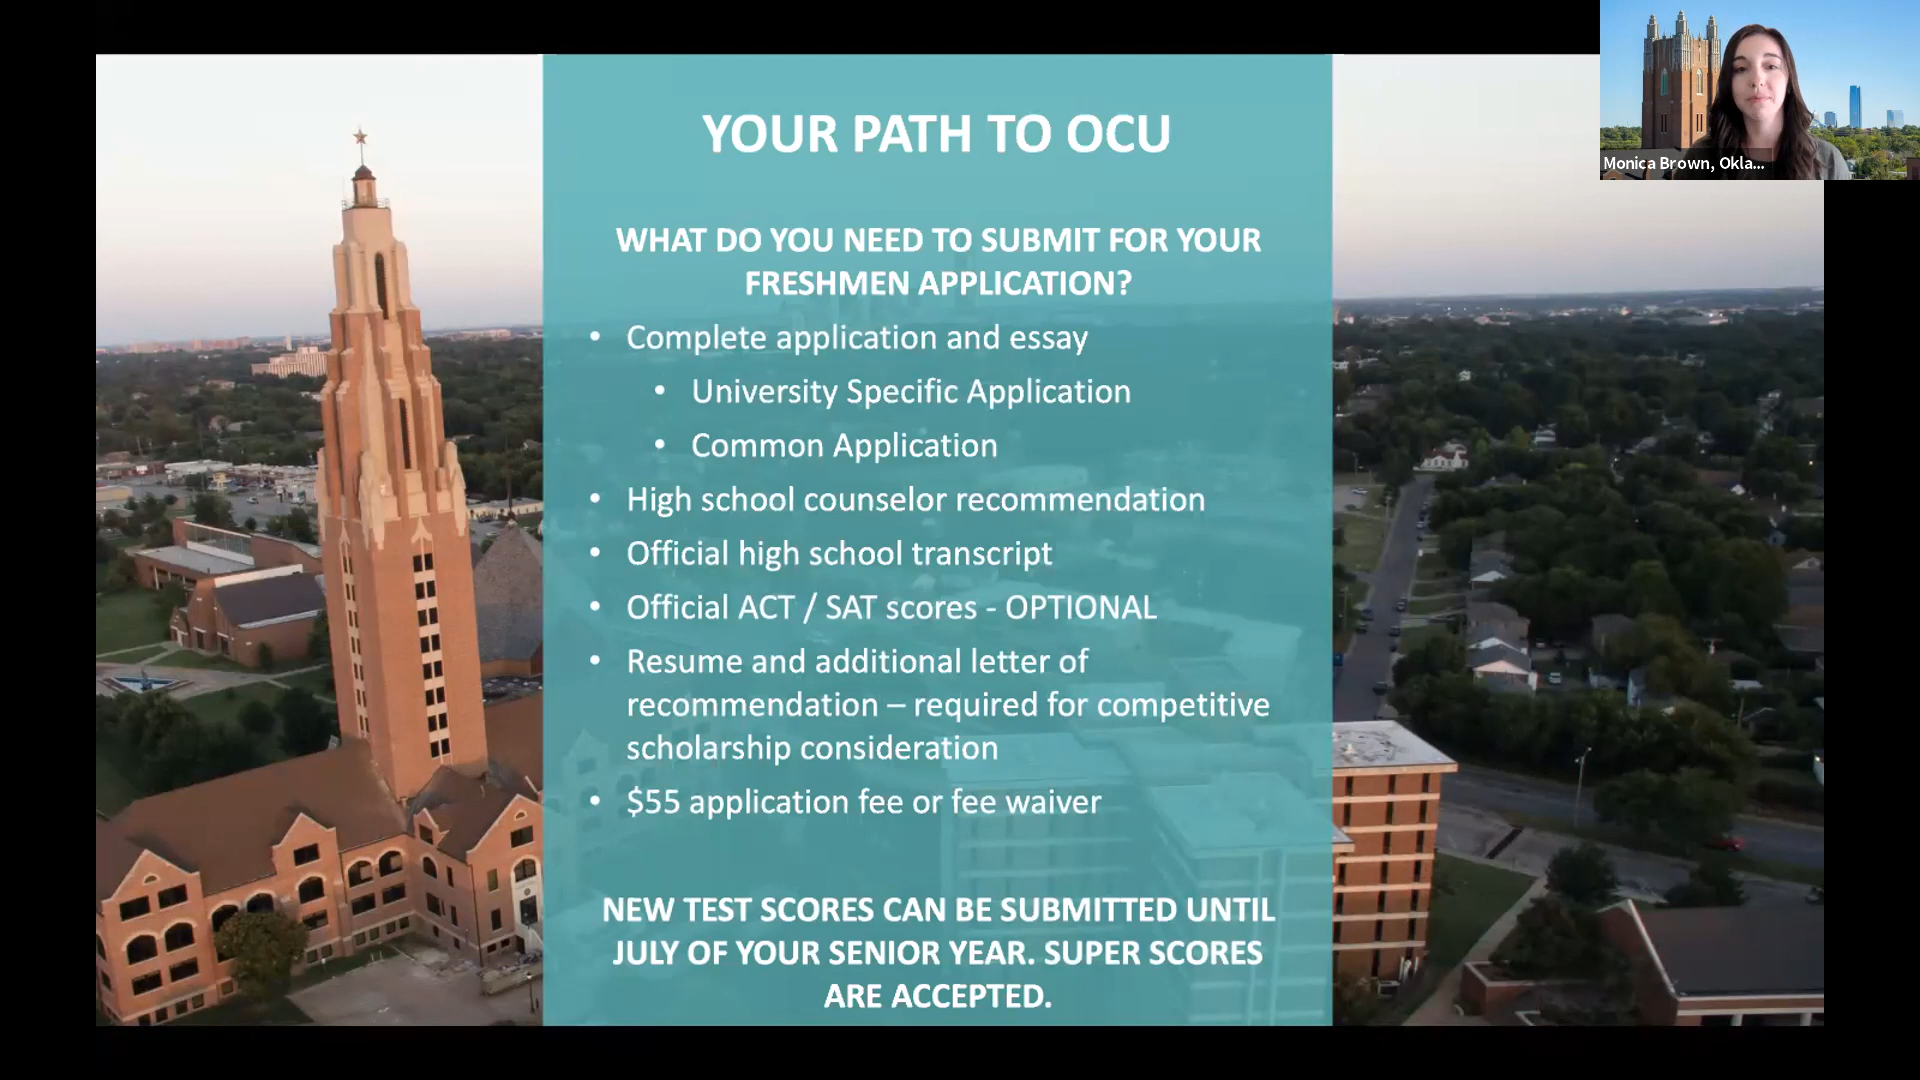 YOUR PATH TO OCU
WHAT DO YOU NEED TO SUBMIT FOR YOUR
FRESHMEN APPLICATION?
• Complete application and essay
• University Specific Application
• Common Application
• High school counselor recommendation
• Official high school transcript
• Official ACT / SAT scores - OPTIONAL
• Resume and additional letter of
recommendation – required for competitive
scholarship consideration
• $55 application fee or fee waiver
NEW TEST SCORES CAN BE SUBMITTED UNTIL
JULY OF YOUR SENIOR YEAR. SUPER SCORES
ARE ACCEPTED.
Monica Brown, Okla...